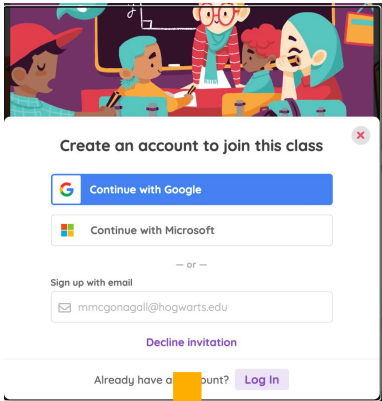 Create an account to join this class
Continue with Google
Continue with Microsoft
— or —
Sign up with email
mmcgonagall@hogwarts.edu
Decline invitation
Already have a ount? Log In